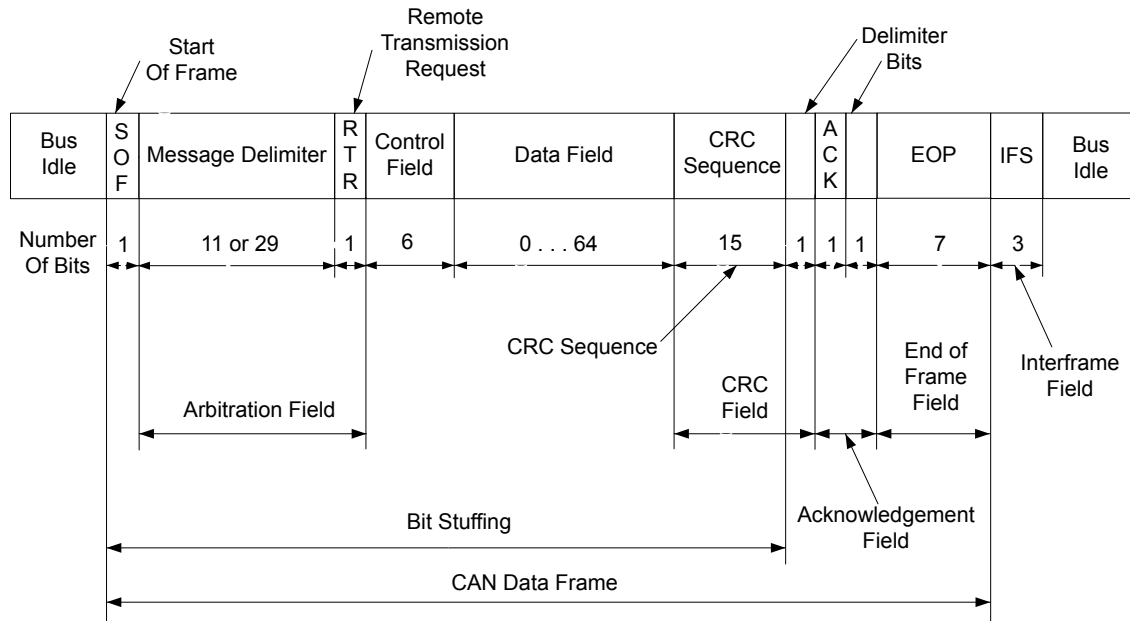 Start
Of Frame
Remote
Transmission
Request
Delimiter
Bits
Bus
Idle
S
O
F
Message Delimiter
R
T
R
Control
Field
Data Field
CRC
Sequence
A
C
K
EOP
IFS
Bus
Idle
Number
Of Bits
1
11 or 29
1
6
0 . . . 64
15
1
1
1
7
3
CRC Sequence
Arbitration Field
CRC
Field
End of
Frame
Field
Interframe
Field
Bit Stuffing
Acknowledgement
Field
CAN Data Frame